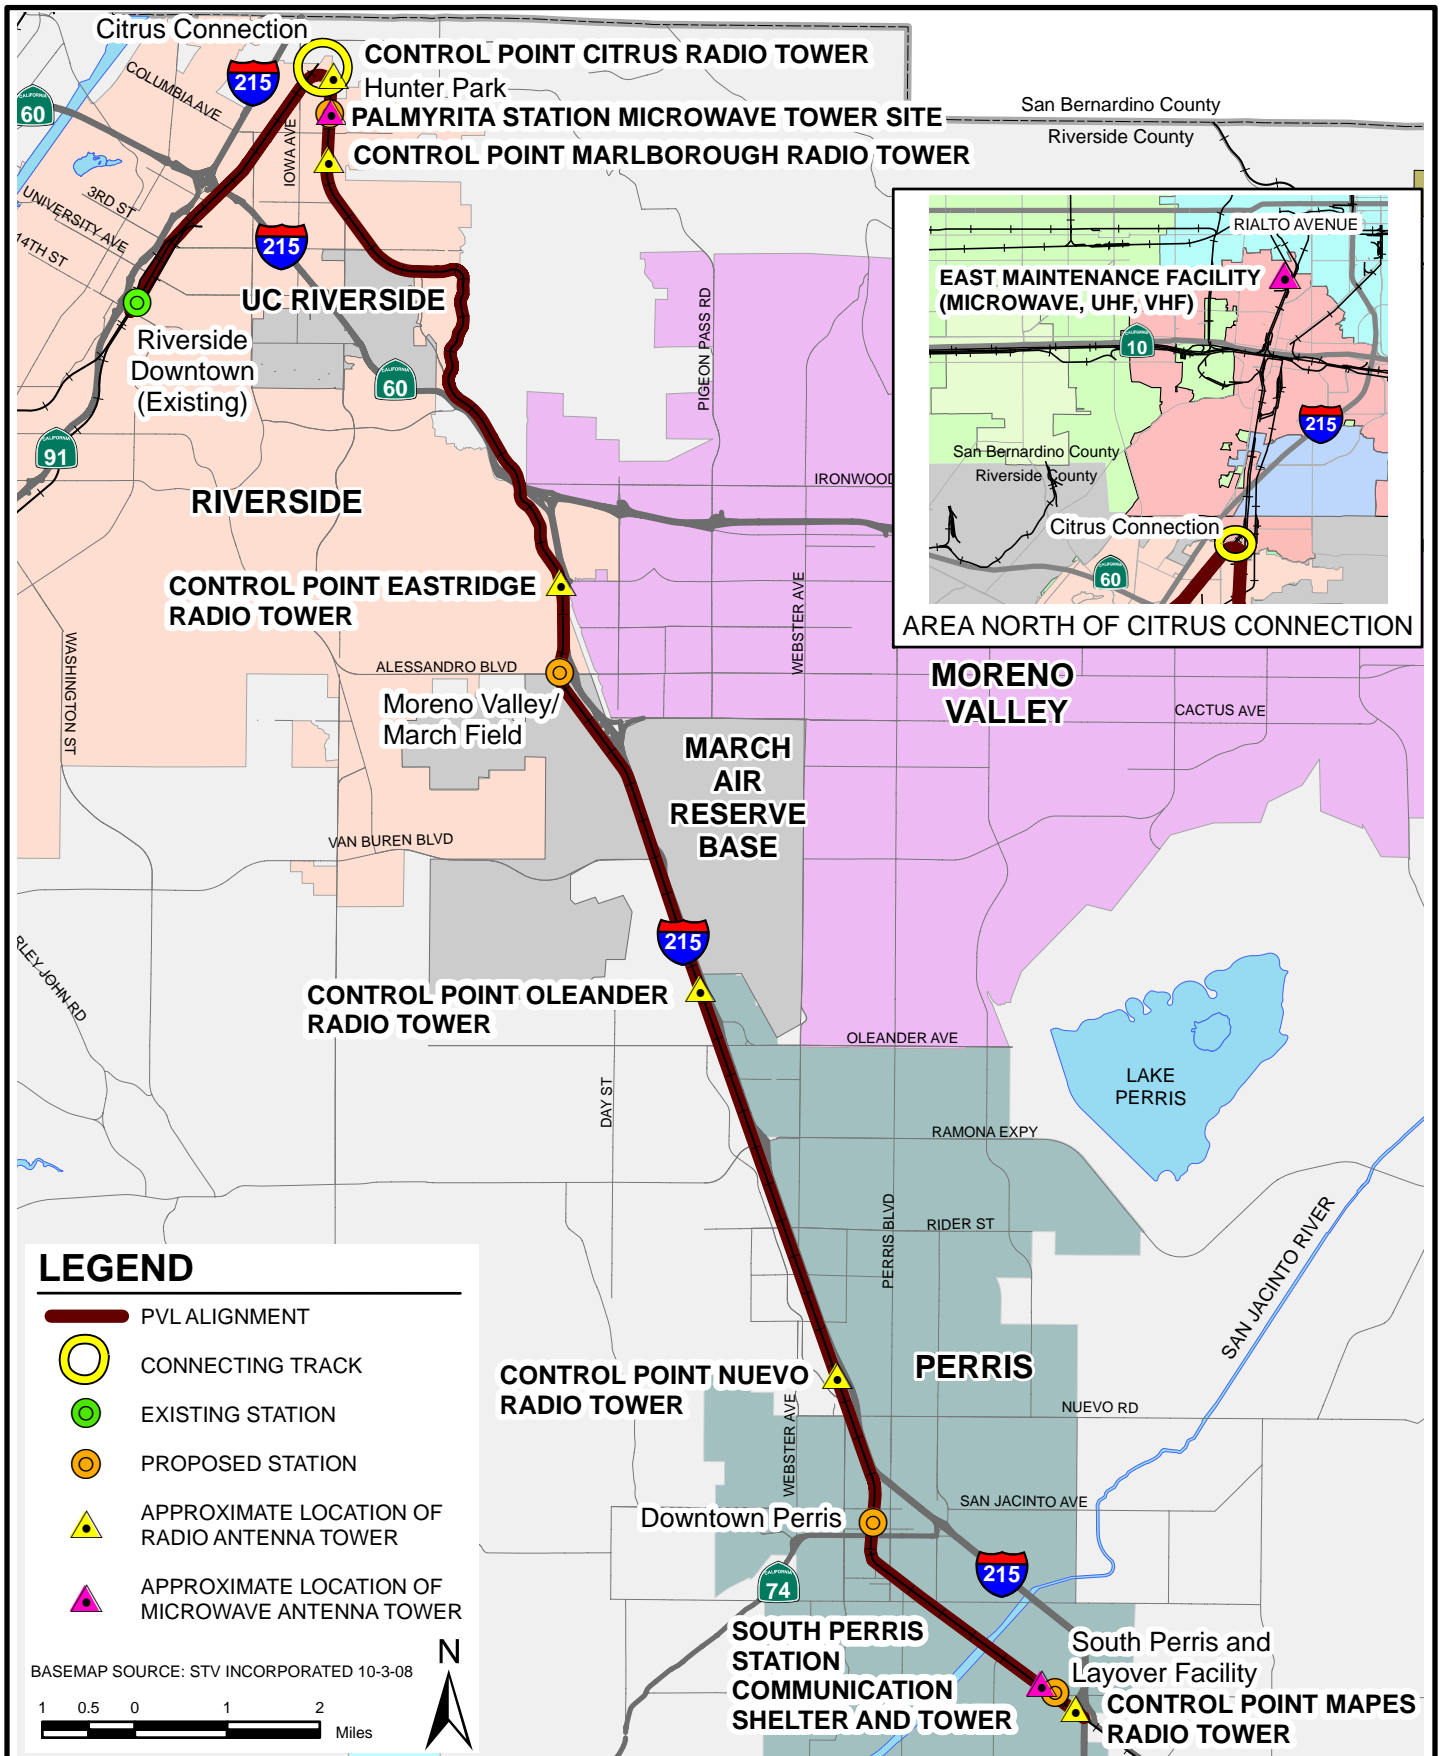 Citrus Connection
CONTROL POINT CITRUS RADIO TOWER
Hunter Park
PALMYRITA STATION MICROWAVE TOWER SITE
CONTROL POINT MARLBOROUGH RADIO TOWER
CALIFORNIA
60
215
COLUMBIA AVE
IOWA AVE
3RD ST
UNIVERSITY AVE
14TH ST
215
UC RIVERSIDE
Riverside
Downtown
(Existing)
CALIFORNIA
60
CALIFORNIA
91
RIVERSIDE
San Bernardino County
Riverside County
PIGEON PASS RD
IRONWOOD
RIALTO AVENUE
EAST MAINTENANCE FACILITY
(MICROWAVE, UHF, VHF)
CALIFORNIA
10
215
San Bernardino County
Riverside County
Citrus Connection
CALIFORNIA
60
AREA NORTH OF CITRUS CONNECTION
CONTROL POINT EASTRIDGE
RADIO TOWER
WEBSTER AVE
WASHINGTON ST
ALESSANDRO BLVD
Moreno Valley/
March Field
MORENO
VALLEY
CACTUS AVE
MARCH
AIR
RESERVE
BASE
VAN BUREN BLVD
215
RLEY JOHN RD
CONTROL POINT OLEANDER
RADIO TOWER
OLEANDER AVE
LAKE
PERRIS
DAY ST
RAMONA EXPY
PERRIS BLVD
RIDER ST
SAN JACINTO RIVER
CONTROL POINT NUEVO
RADIO TOWER
PERRIS
NUEVO RD
WEBSTER AVE
SAN JACINTO AVE
Downtown Perris
215
CALIFORNIA
74
SOUTH PERRIS
STATION
COMMUNICATION
SHELTER AND TOWER
South Perris and
Layover Facility
CONTROL POINT MAPES
RADIO TOWER
LEGEND
PVL ALIGNMENT
CONNECTING TRACK
EXISTING STATION
PROPOSED STATION
APPROXIMATE LOCATION OF
RADIO ANTENNA TOWER
APPROXIMATE LOCATION OF
MICROWAVE ANTENNA TOWER
BASEMAP SOURCE: STV INCORPORATED 10-3-08
N
1 0.5 0 1 2
Miles